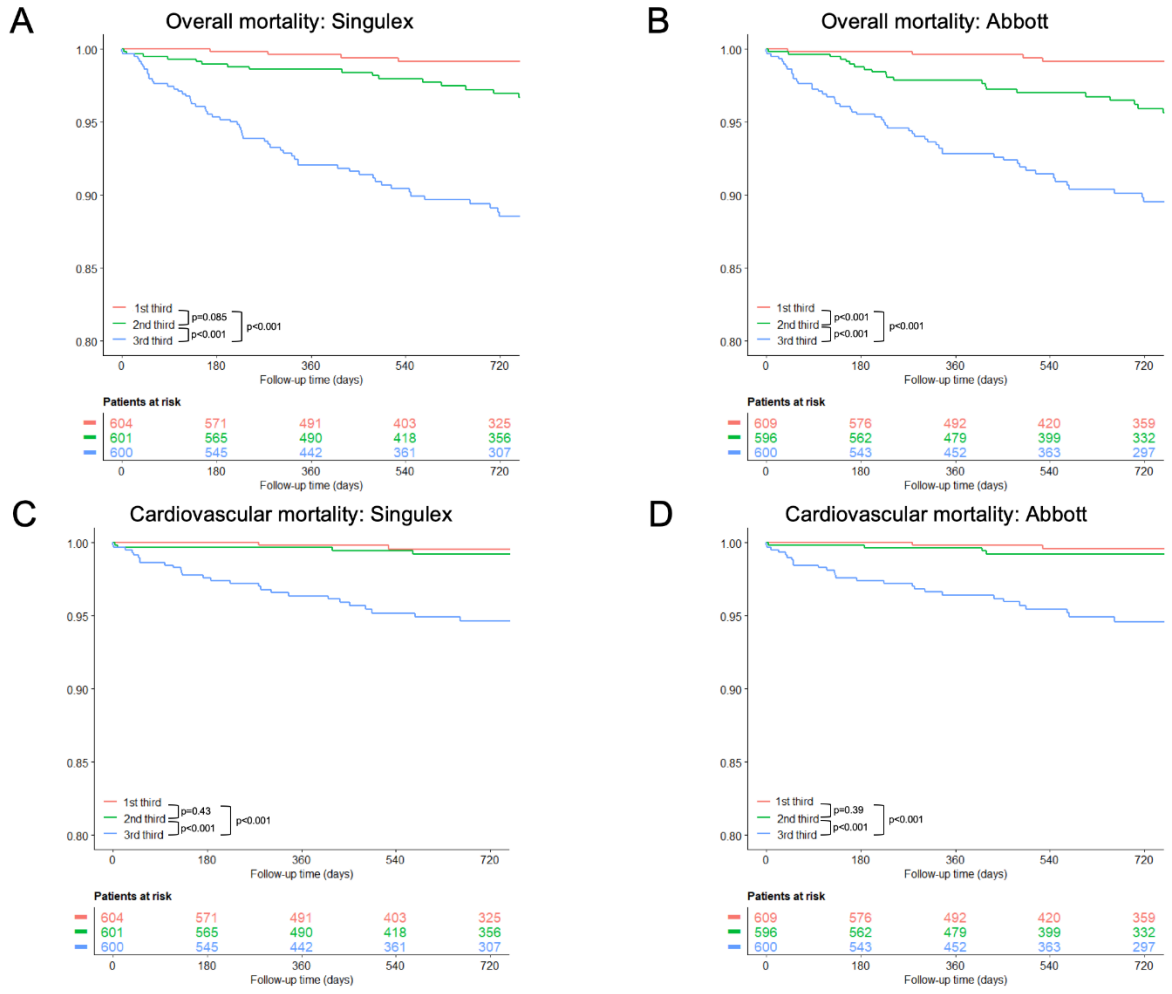 A
Overall mortality: Singulex
1.00
0.95
0.90
0.85
0.80
1st third
2nd third
3rd third
p=0.085
p<0.001
p<0.001
0 180 360 540 720
Follow-up time (days)
Patients at risk
604 571 491 403 325
601 565 490 418 356
600 545 442 361 307
0 180 360 540 720
Follow-up time (days)
B
Overall mortality: Abbott
1.00
0.95
0.90
0.85
0.80
1st third
2nd third
3rd third
p<0.001
p<0.001
p<0.001
0 180 360 540 720
Follow-up time (days)
Patients at risk
609 576 492 420 359
596 562 479 399 332
600 543 452 363 297
0 180 360 540 720
Follow-up time (days)
C
Cardiovascular mortality: Singulex
1.00
0.95
0.90
0.85
0.80
1st third
2nd third
3rd third
p=0.43
p<0.001
p<0.001
0 180 360 540 720
Follow-up time (days)
Patients at risk
604 571 491 403 325
601 565 490 418 356
600 545 442 361 307
0 180 360 540 720
Follow-up time (days)
D
Cardiovascular mortality: Abbott
1.00
0.95
0.90
0.85
0.80
1st third
2nd third
3rd third
p=0.39
p<0.001
p<0.001
0 180 360 540 720
Follow-up time (days)
Patients at risk
609 576 492 420 359
596 562 479 399 332
600 543 452 363 297
0 180 360 540 720
Follow-up time (days)